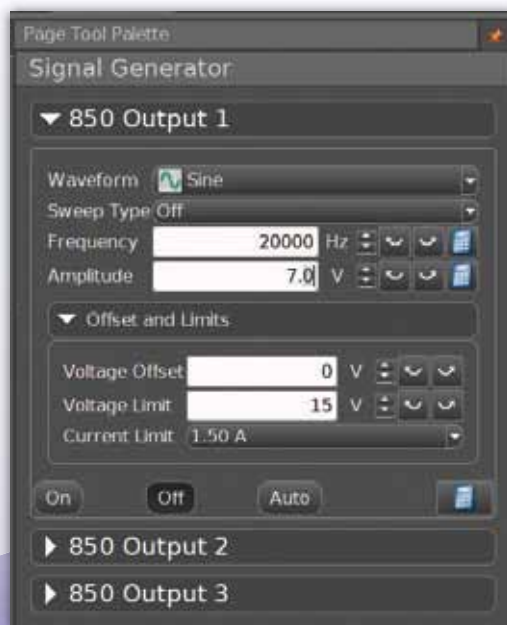 Page Tool Palette
Signal Generator
850 Output 1
Waveform Sine
Sweep Type Off
Frequency 20000 Hz
Amplitude 7.0 V
Offset and Limits
Voltage Offset 0 V
Voltage Limit 15 V
Current Limit 1.50 A
On Off Auto
850 Output 2
850 Output 3